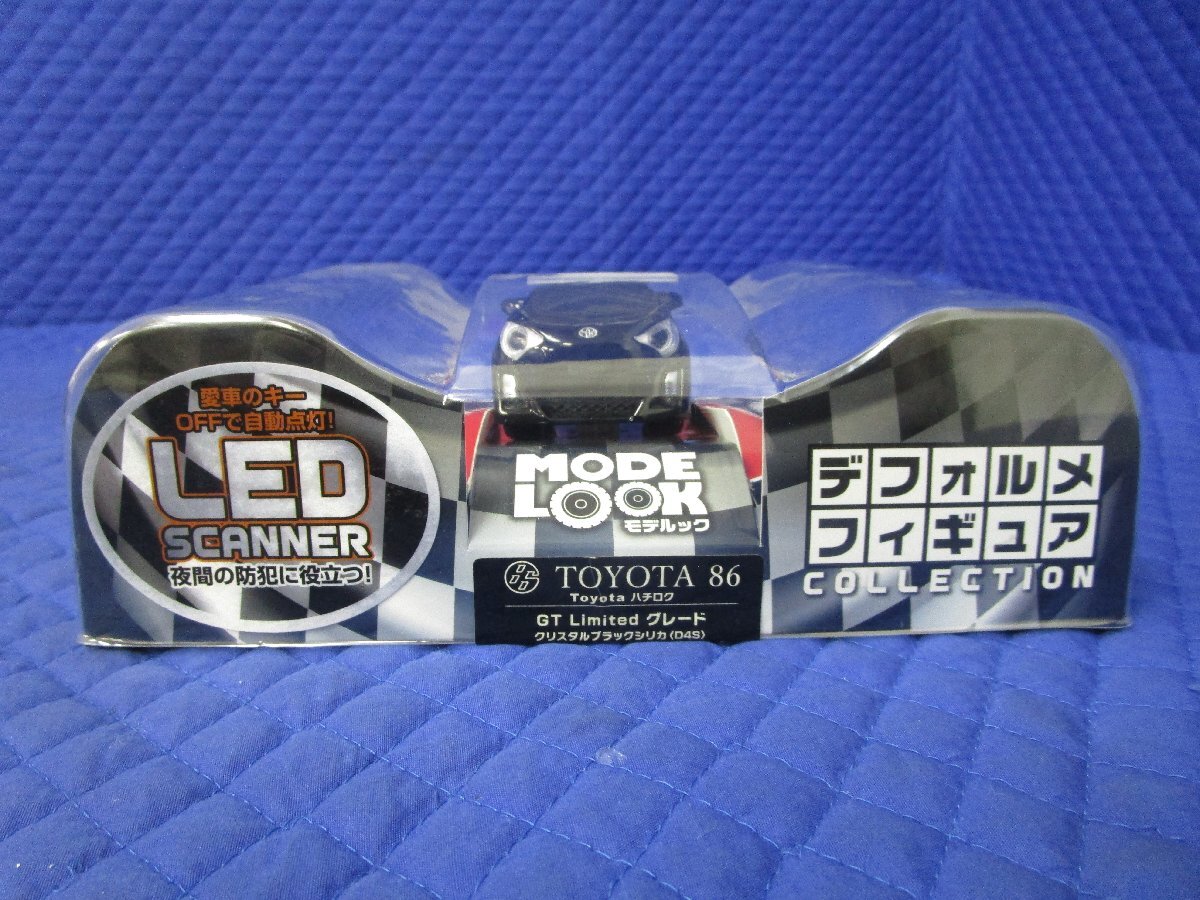 愛車のキー
OFFで自動点灯!
LED
SCANNER
夜間の防犯に役立つ!
MODE
LOOK
モデルック
86 TOYOTA 86
Toyota ハチロク
GT Limited グレード
クリスタルブラックシリカ(D4S)
デフォルメ
フィギュア
COLLECTION